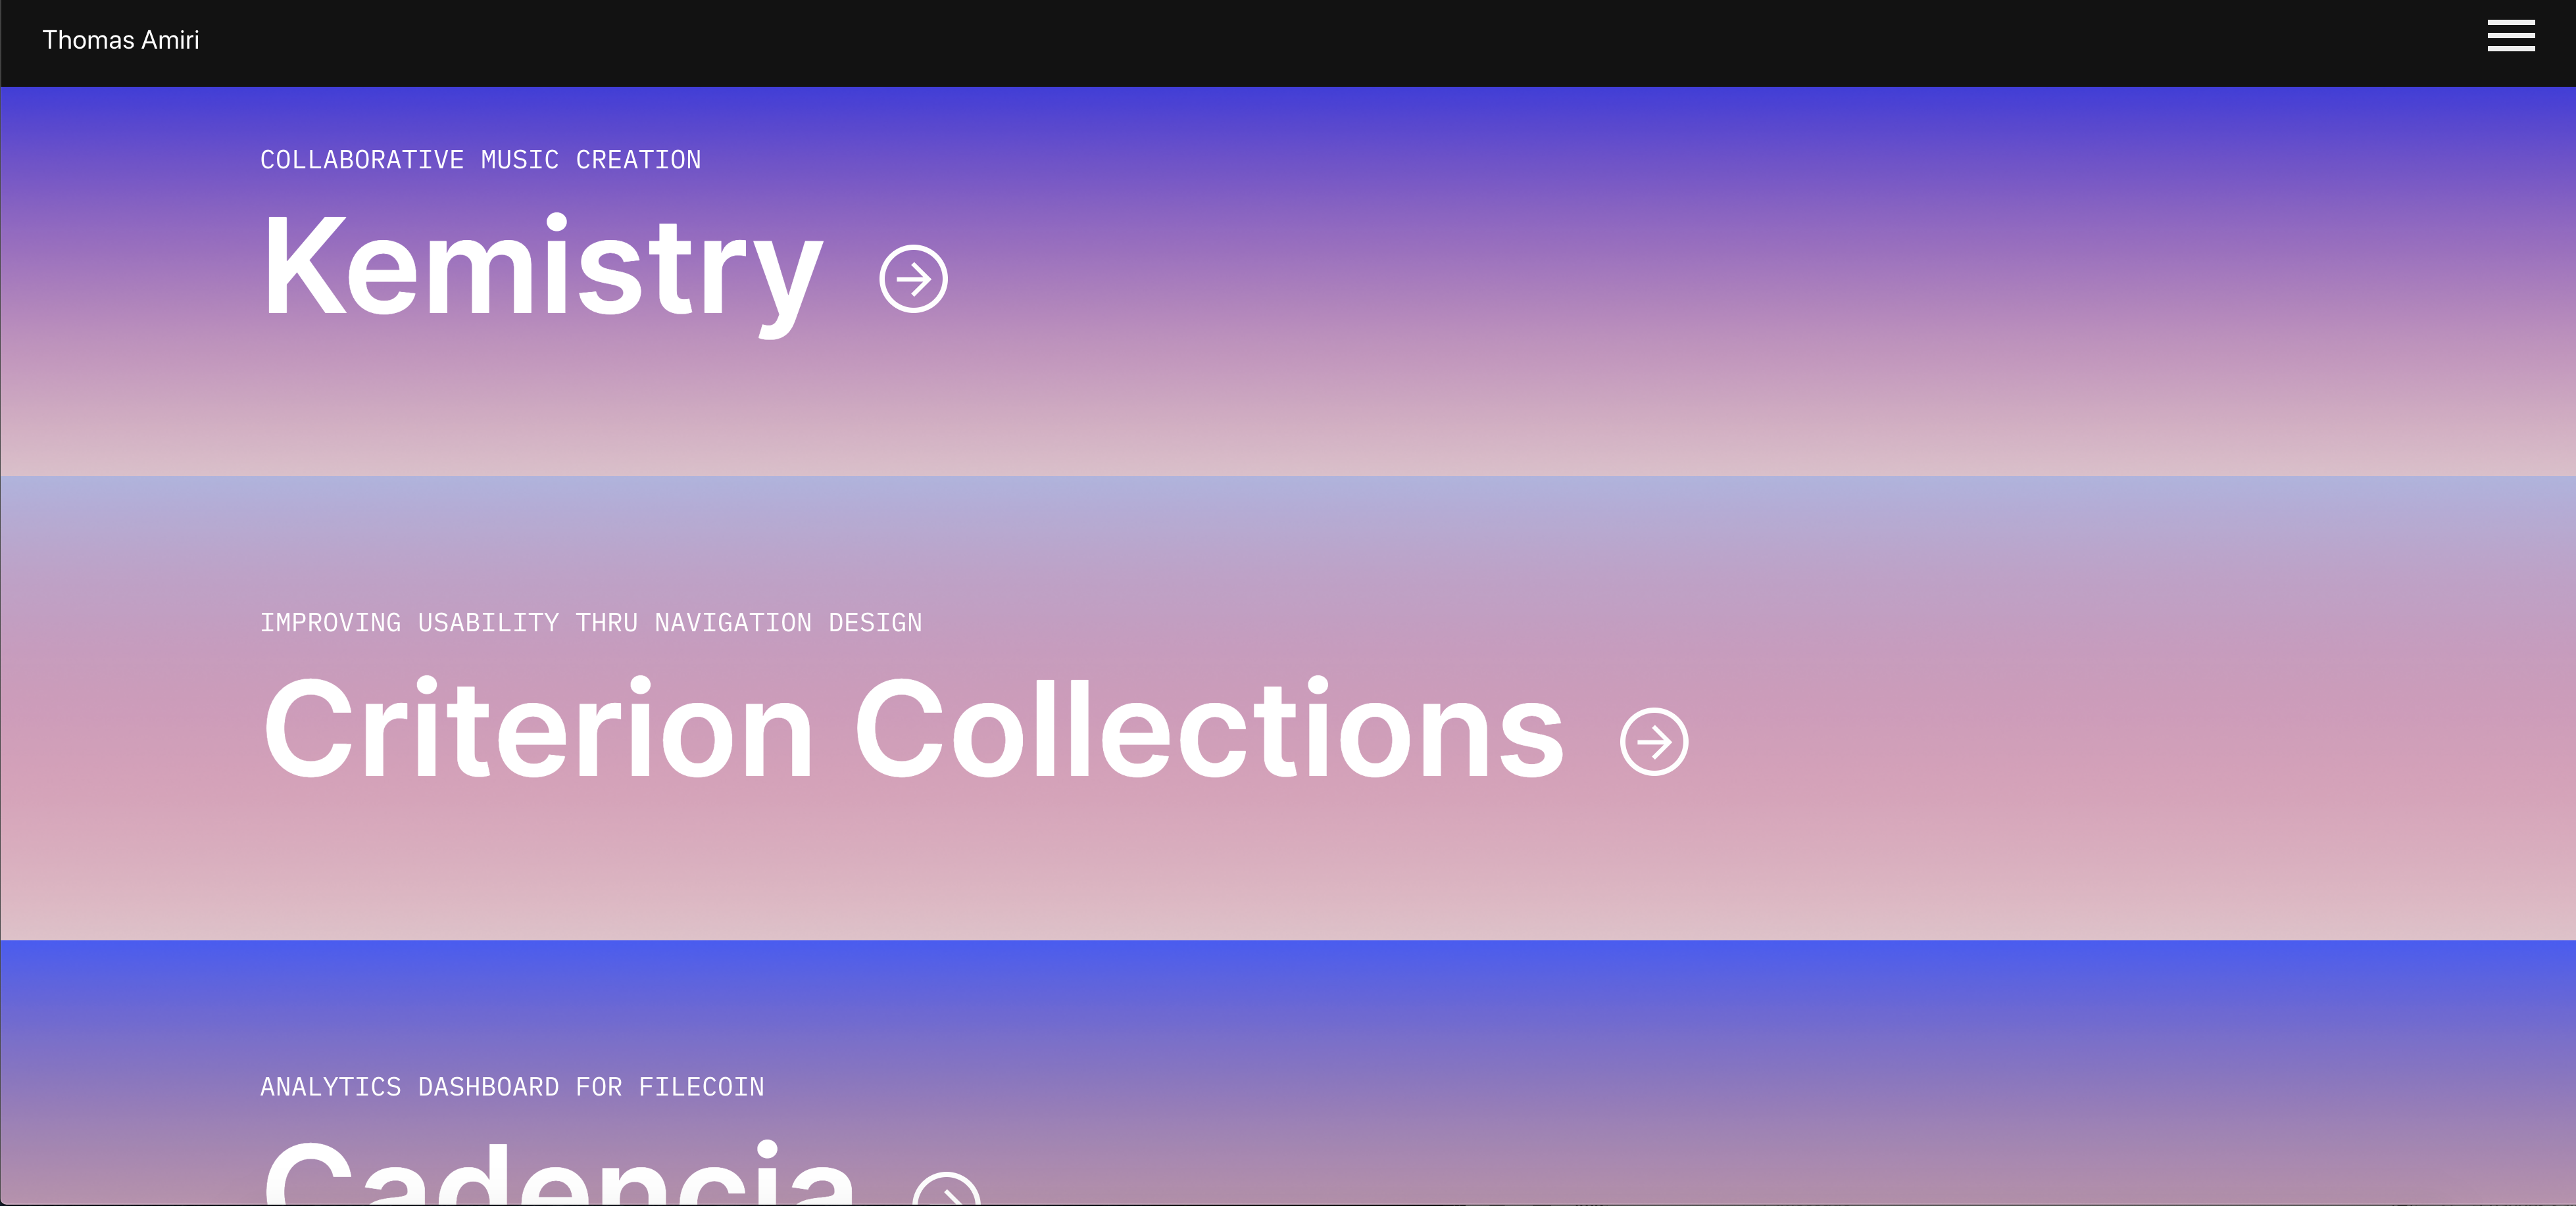 Thomas Amiri
COLLABORATIVE MUSIC CREATION
Kemistry
IMPROVING USABILITY THRU NAVIGATION DESIGN
Criterion Collections
ANALYTICS DASHBOARD FOR FILECOIN
Cadencia